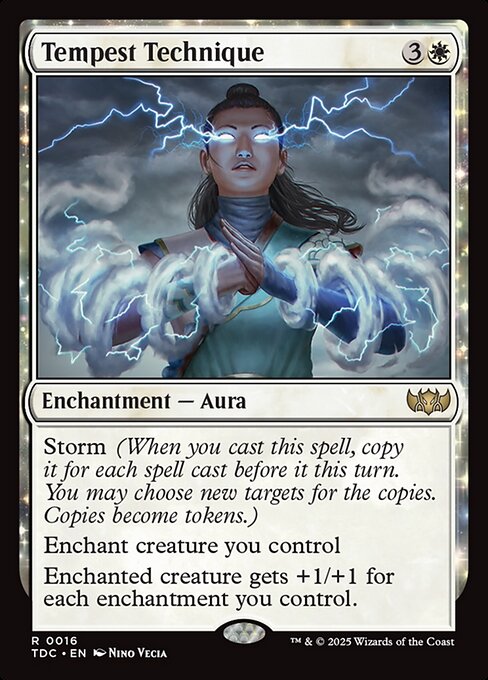 Tempest Technique 3
Enchantment — Aura
Storm (When you cast this spell, copy
it for each spell cast before it this turn.
You may choose new targets for the copies.
Copies become tokens.)
Enchant creature you control
Enchanted creature gets +1/+1 for
each enchantment you control.
R 0016
TDC • EN Nino Vecia
™ & © 2025 Wizards of the Coast